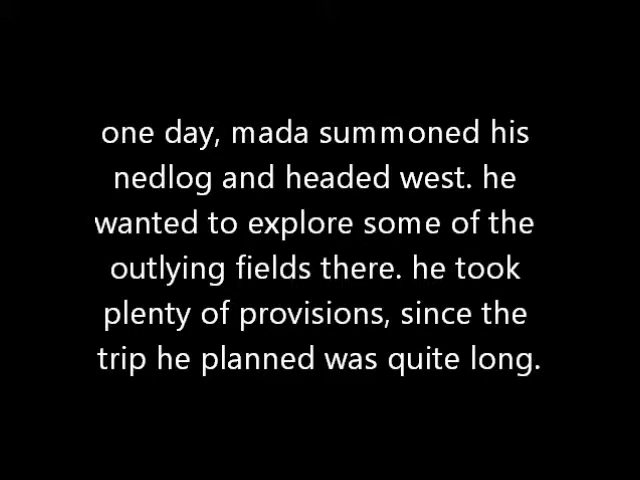 one day, mada summoned his
nedlog and headed west. he
wanted to explore some of the
outlying fields there. he took
plenty of provisions, since the
trip he planned was quite long.